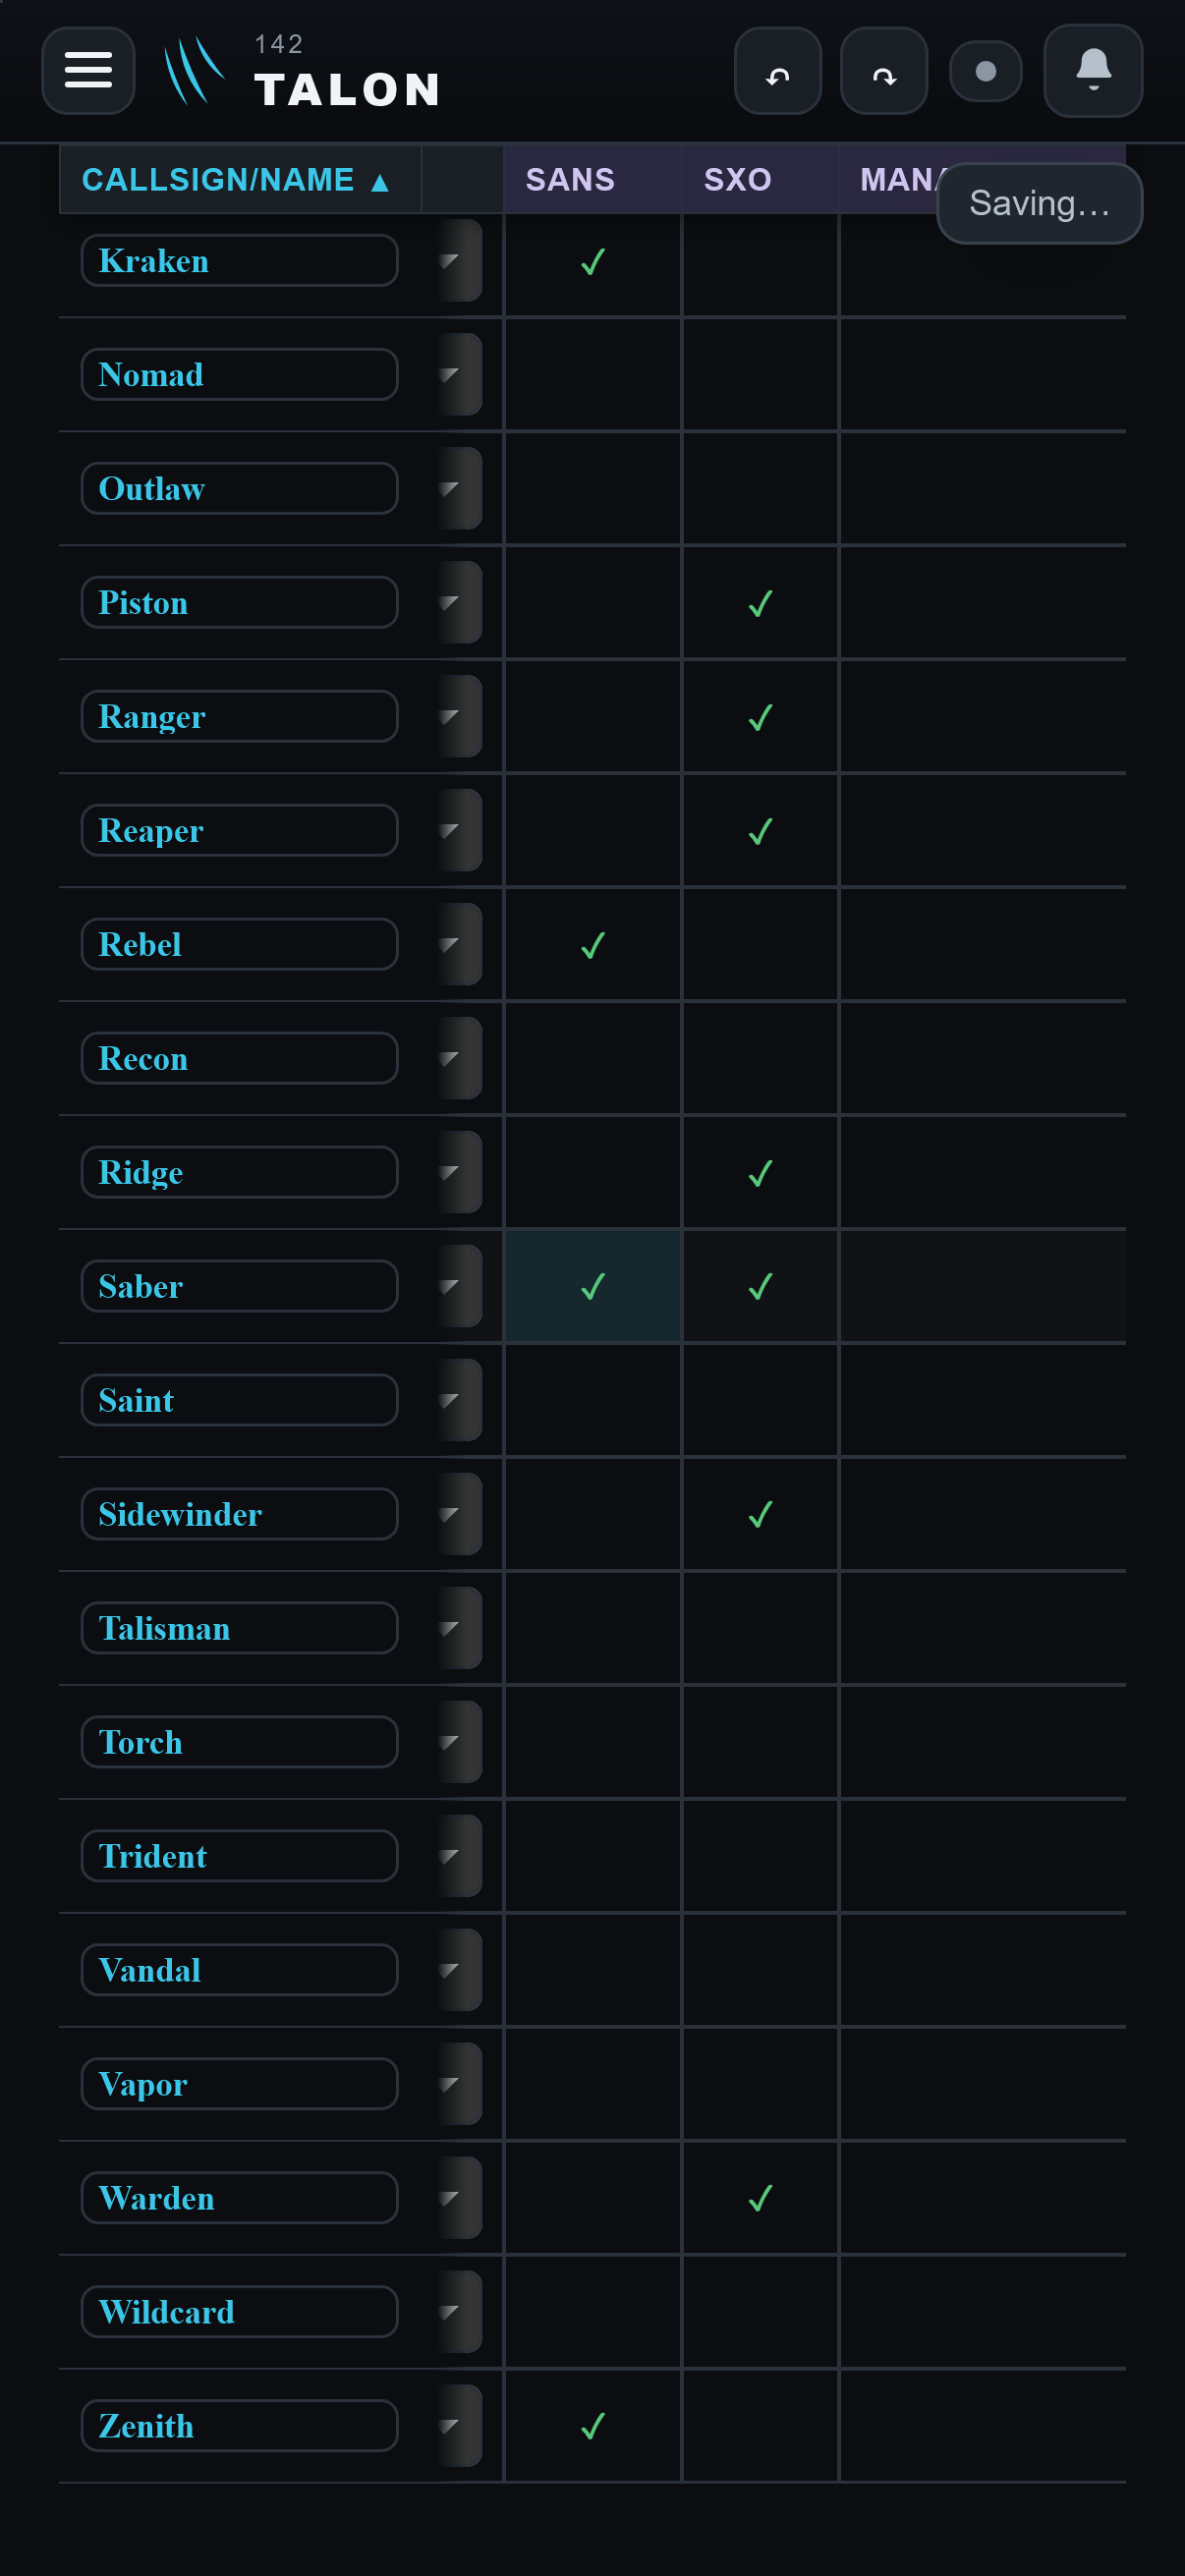 142
TALON
CALLSIGN/NAME ▲ SANS SXO MANA
Saving...
Kraken ✓
Nomad
Outlaw
Piston ✓
Ranger ✓
Reaper ✓
Rebel ✓
Recon
Ridge ✓
Saber ✓ ✓
Saint
Sidewinder ✓
Talisman
Torch
Trident
Vandal
Vapor
Warden ✓
Wildcard
Zenith ✓